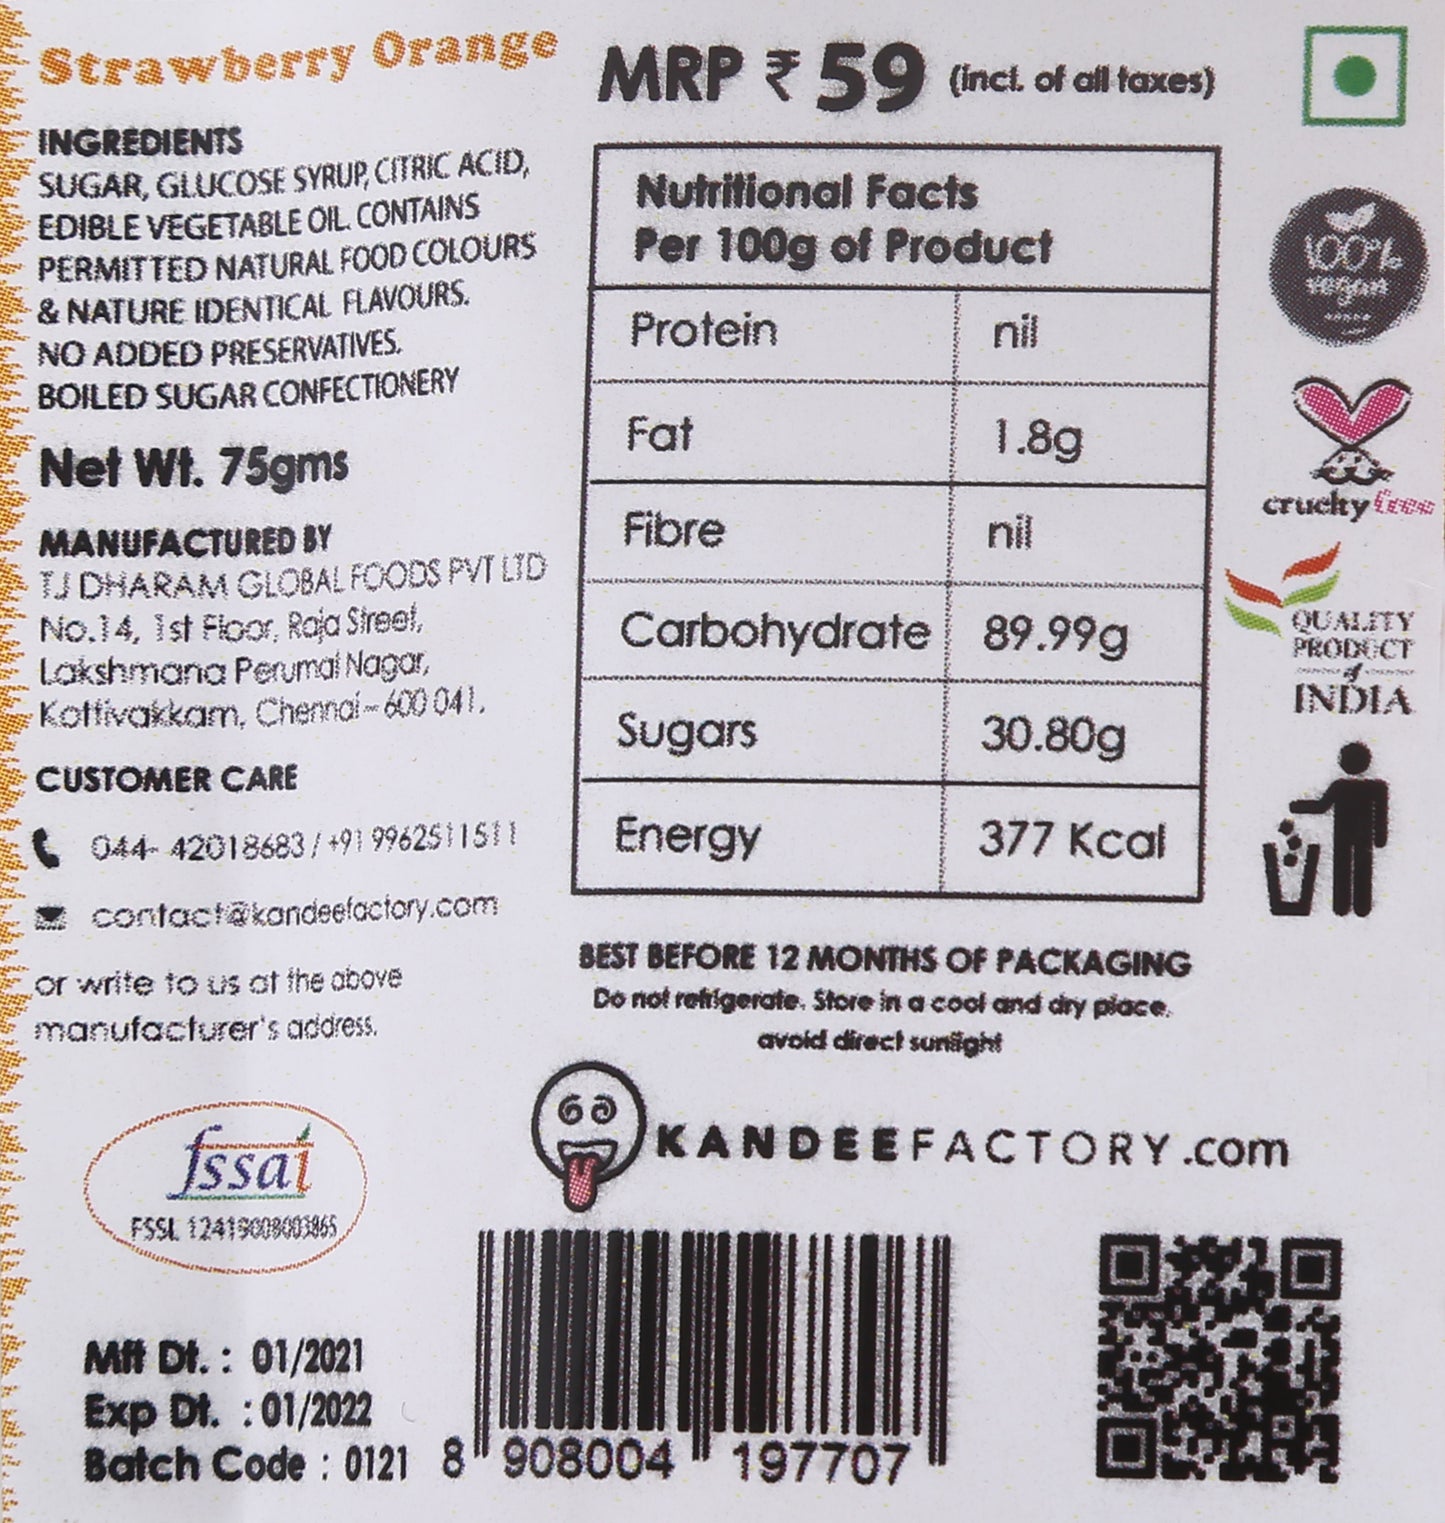 Strawberry Orange
INGREDIENTS
SUGAR, GLUCOSE SYRUP, CITRIC ACID,
EDIBLE VEGETABLE OIL. CONTAINS
PERMITTED NATURAL FOOD COLOURS
& NATURE IDENTICAL FLAVOURS.
NO ADDED PRESERVATIVES.
BOILED SUGAR CONFECTIONERY
Net Wt. 75gms
MANUFACTURED BY
TJ DHARAM GLOBAL FOODS PVT LTD
No.14, 1st Floor, Raja Street,
Lakshmana Perumal Nagar,
Kottivakkam, Chennai – 600 041.
CUSTOMER CARE
044- 42018683 / +91 9962511511
contact@kandeefactory.com
or write to us at the above
manufacturer's address.
fssai
FSSL 12419008003865
Mft Dt. : 01/2021
Exp Dt. : 01/2022
Batch Code : 0121
MRP ₹ 59 (incl. of all taxes)
Nutritional Facts
Per 100g of Product
Protein nil
Fat 1.8g
Fibre nil
Carbohydrate 89.99g
Sugars 30.80g
Energy 377 Kcal
BEST BEFORE 12 MONTHS OF PACKAGING
Do not refrigerate. Store in a cool and dry place,
avoid direct sunlight
KANDEEFACTORY.com
8 908004 197707
100%
vegan
cruelty free
QUALITY
PRODUCT
of
INDIA